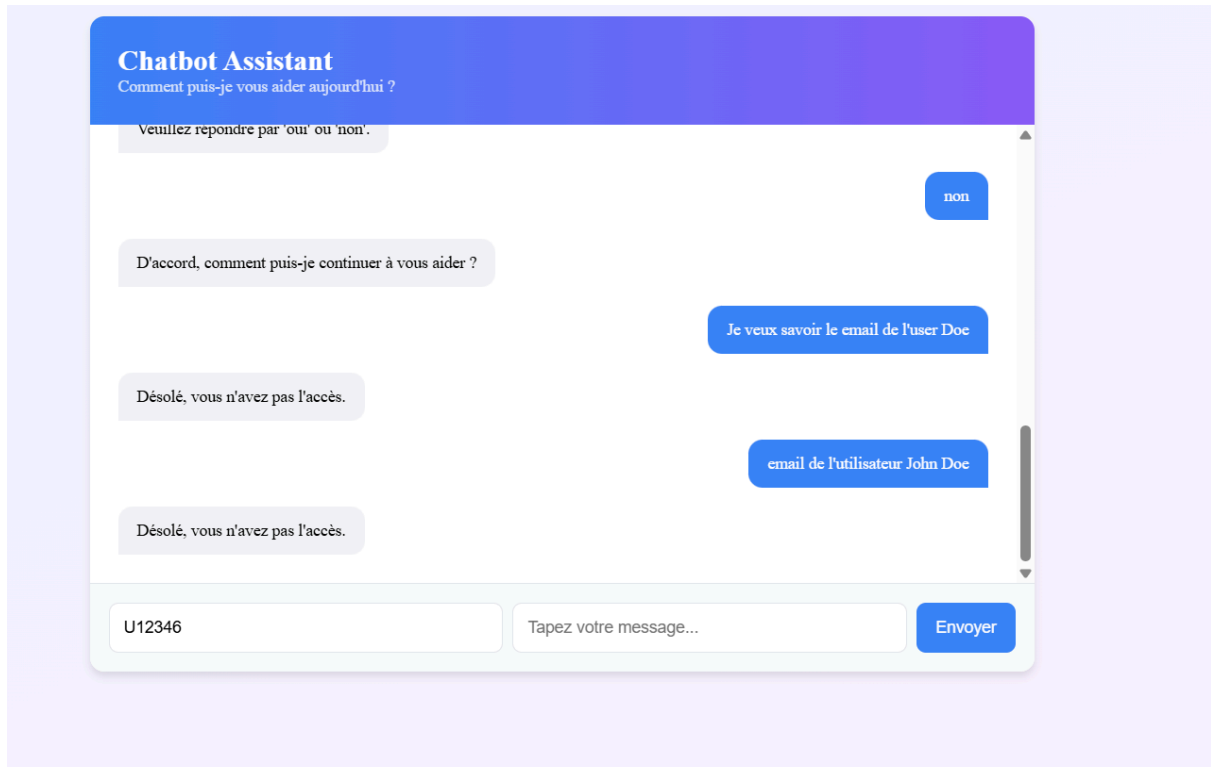 Chatbot Assistant
Comment puis-je vous aider aujourd'hui ?
Veuillez répondre par 'oui' ou 'non'.
non
D'accord, comment puis-je continuer à vous aider ?
Je veux savoir le email de l'user Doe
Désolé, vous n'avez pas l'accès.
email de l'utilisateur John Doe
Désolé, vous n'avez pas l'accès.
U12346
Tapez votre message...
Envoyer